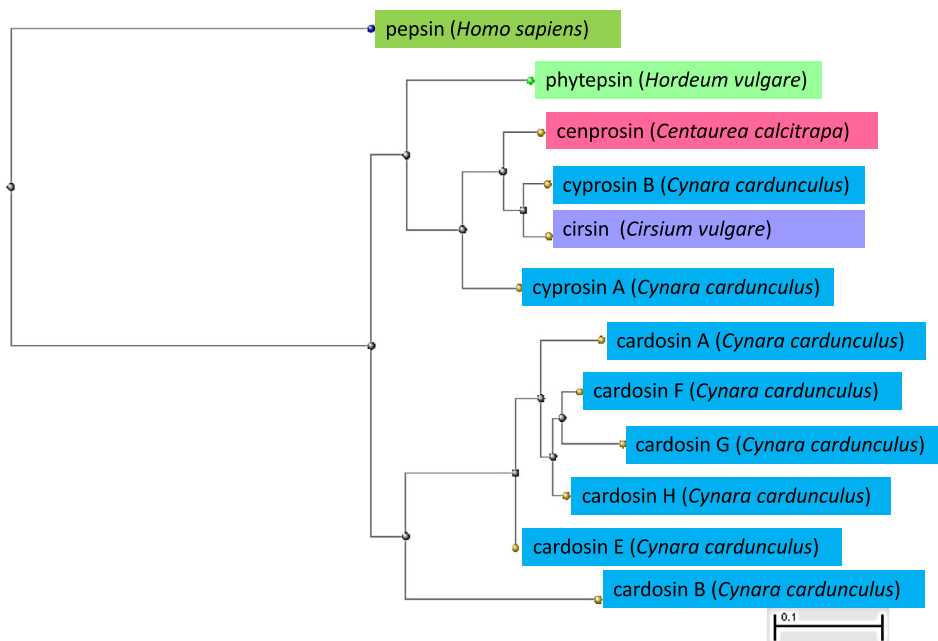 pepsin (Homo sapiens)
phytepsin (Hordeum vulgare)
cenprosin (Centaurea calcitrapa)
cyprosin B (Cynara cardunculus)
cirsin (Cirsium vulgare)
cyprosin A (Cynara cardunculus)
cardosin A (Cynara cardunculus)
cardosin F (Cynara cardunculus)
cardosin G (Cynara cardunculus)
cardosin H (Cynara cardunculus)
cardosin E (Cynara cardunculus)
cardosin B (Cynara cardunculus)
0.1